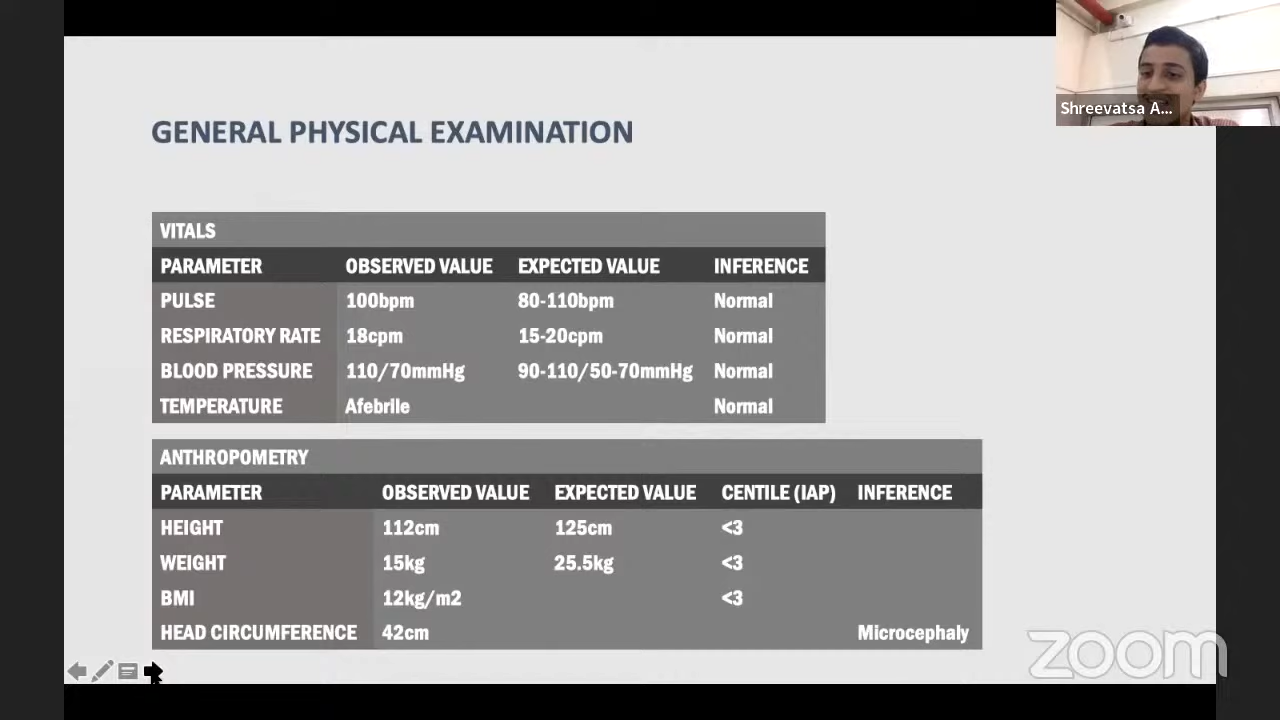 Shreevatsa A...
GENERAL PHYSICAL EXAMINATION
VITALS
PARAMETER OBSERVED VALUE EXPECTED VALUE INFERENCE
PULSE 100bpm 80-110bpm Normal
RESPIRATORY RATE 18cpm 15-20cpm Normal
BLOOD PRESSURE 110/70mmHg 90-110/50-70mmHg Normal
TEMPERATURE Afebrile Normal
ANTHROPOMETRY
PARAMETER OBSERVED VALUE EXPECTED VALUE CENTILE (IAP) INFERENCE
HEIGHT 112cm 125cm <3
WEIGHT 15kg 25.5kg <3
BMI 12kg/m2 <3
HEAD CIRCUMFERENCE 42cm Microcephaly
zoom